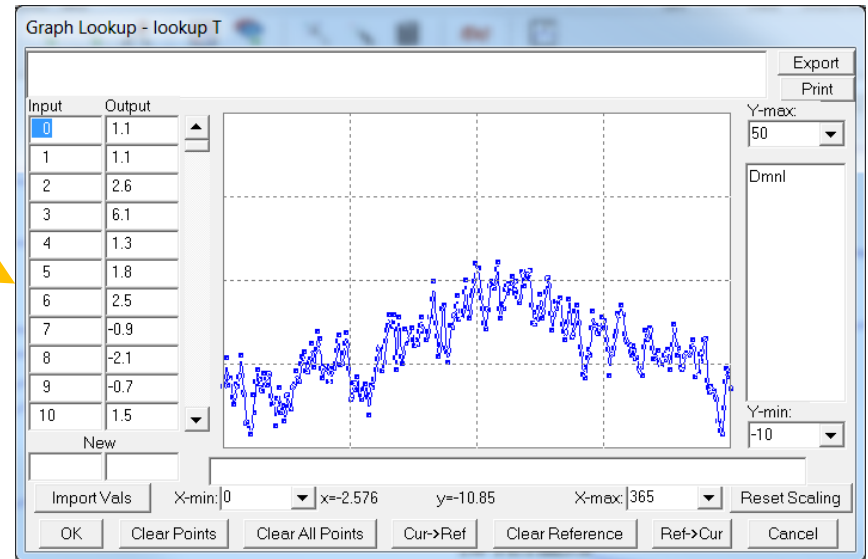 Graph Lookup - lookup T
Export
Print
Input Output
0 1.1
1 1.1
2 2.6
3 6.1
4 1.3
5 1.8
6 2.5
7 -0.9
8 -2.1
9 -0.7
10 1.5
New
Y-max:
50
Dmnl
Y-min:
-10
Import Vals X-min: 0 x=-2.576 y=-10.85 X-max: 365 Reset Scaling
OK Clear Points Clear All Points Cur->Ref Clear Reference Ref->Cur Cancel